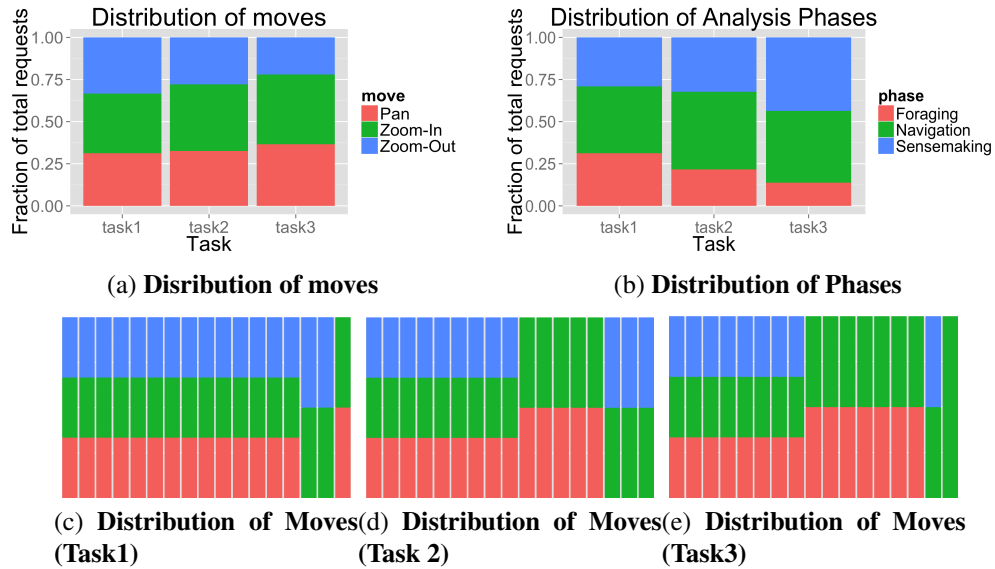 Distribution of moves
Fraction of total requests
1.00
0.75
0.50
0.25
0.00
task1 task2 task3
Task
move
Pan
Zoom-In
Zoom-Out
Distribution of Analysis Phases
Fraction of total requests
1.00
0.75
0.50
0.25
0.00
task1 task2 task3
Task
phase
Foraging
Navigation
Sensemaking
(a) Disribution of moves
(b) Distribution of Phases
(c) Distribution of Moves
(Task1)
(d) Distribution of Moves
(Task 2)
(e) Distribution of Moves
(Task3)